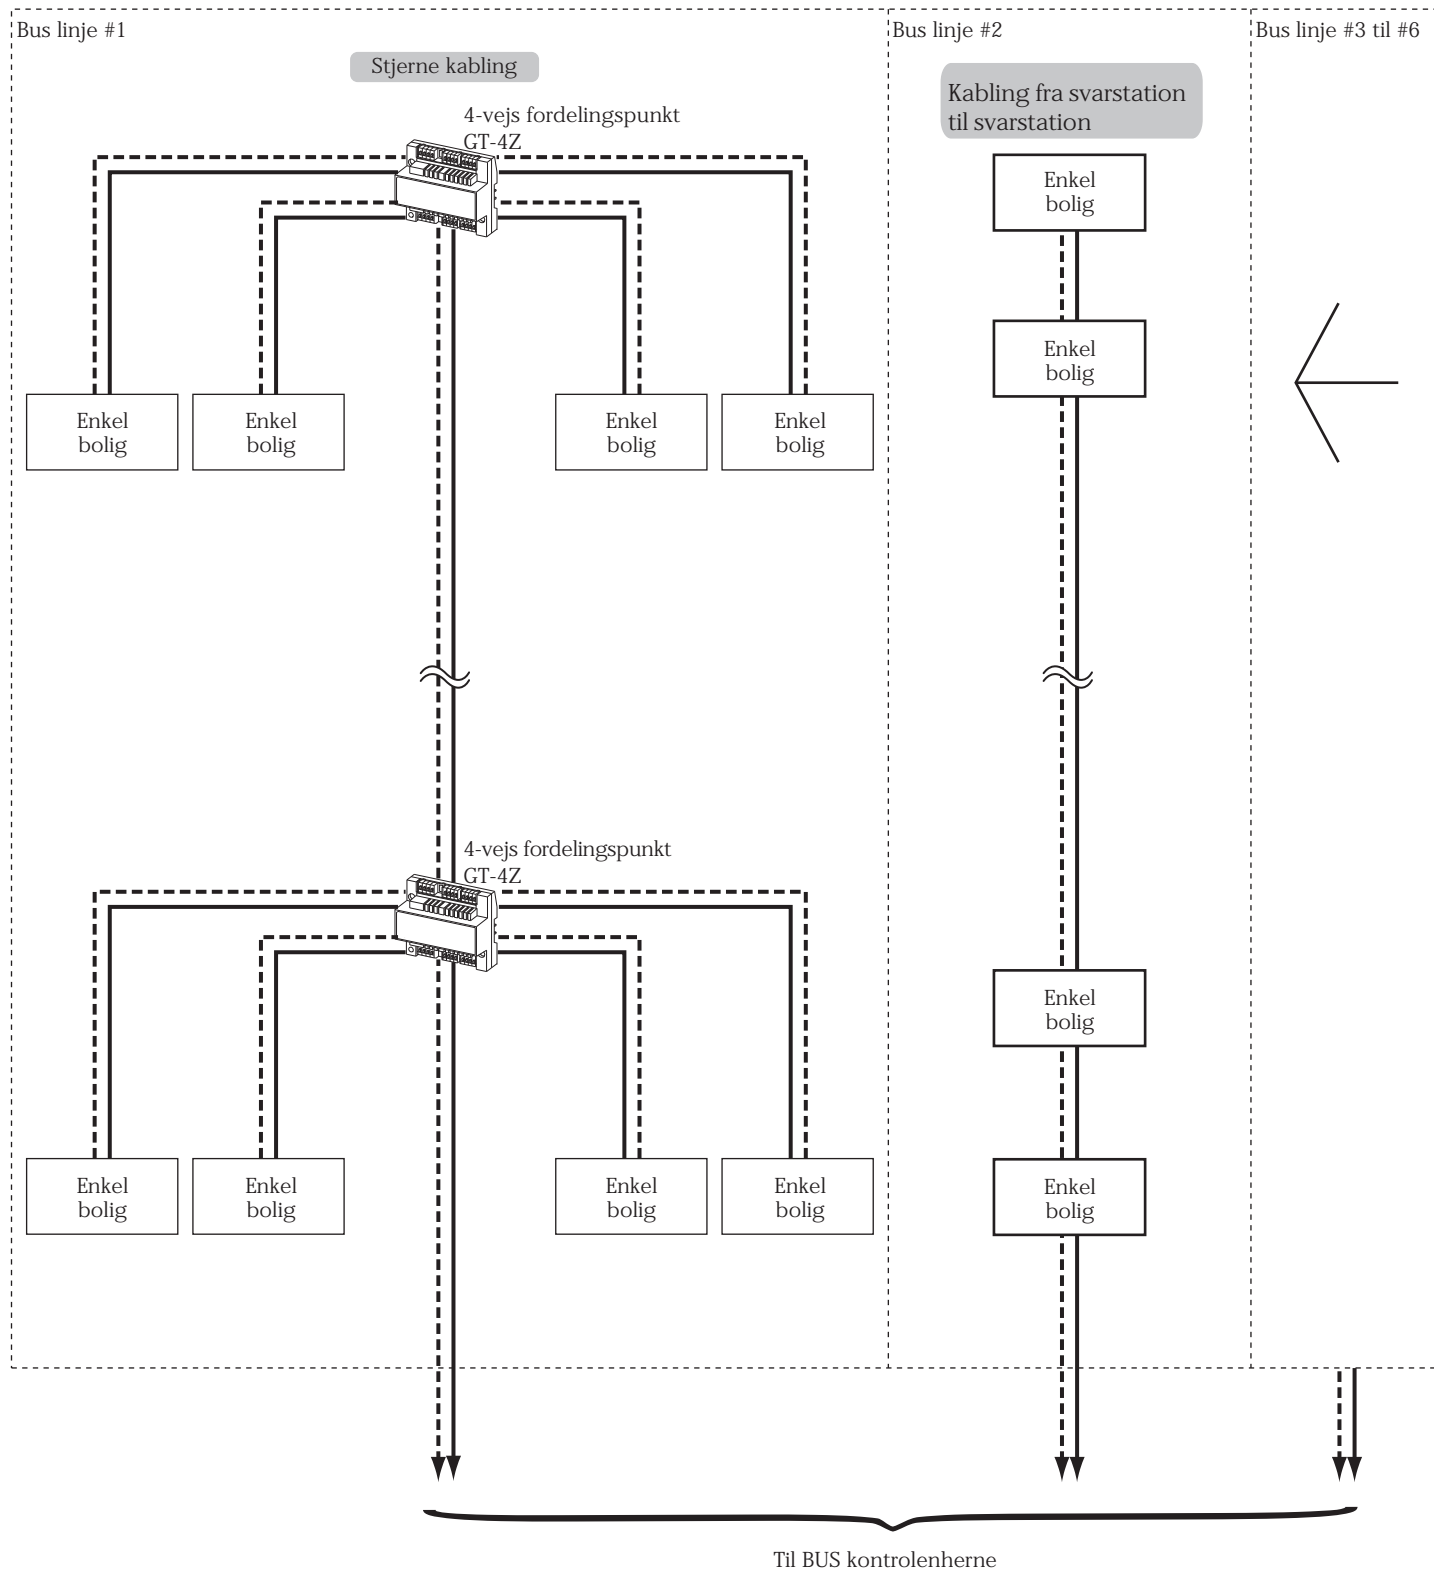 Bus linje #1
Bus linje #2
Bus linje #3 til #6
Stjerne kabling
Kabling fra svarstation
til svarstation
4-vejs fordelingspunkt
GT-4Z
Enkel
bolig
Enkel
bolig
Enkel
bolig
Enkel
bolig
Enkel
bolig
Enkel
bolig
4-vejs fordelingspunkt
GT-4Z
Enkel
bolig
Enkel
bolig
Enkel
bolig
Enkel
bolig
Enkel
bolig
Enkel
bolig
Til BUS kontrolenherne